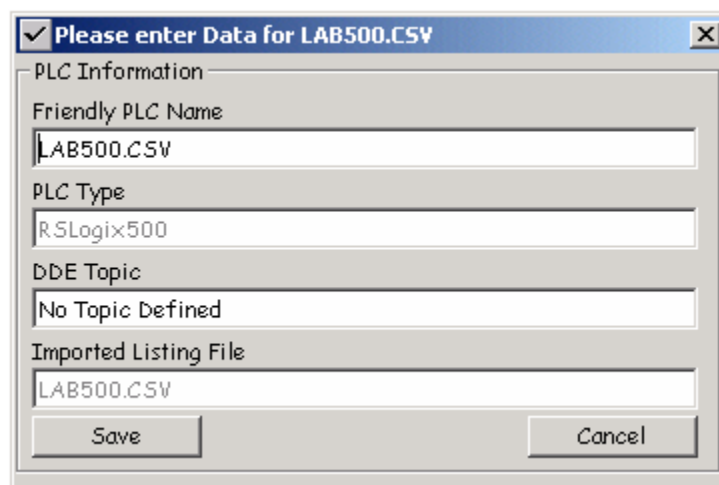 Please enter Data for LAB500.CSV
PLC Information
Friendly PLC Name
LAB500.CSV
PLC Type
RSLogix500
DDE Topic
No Topic Defined
Imported Listing File
LAB500.CSV
Save Cancel